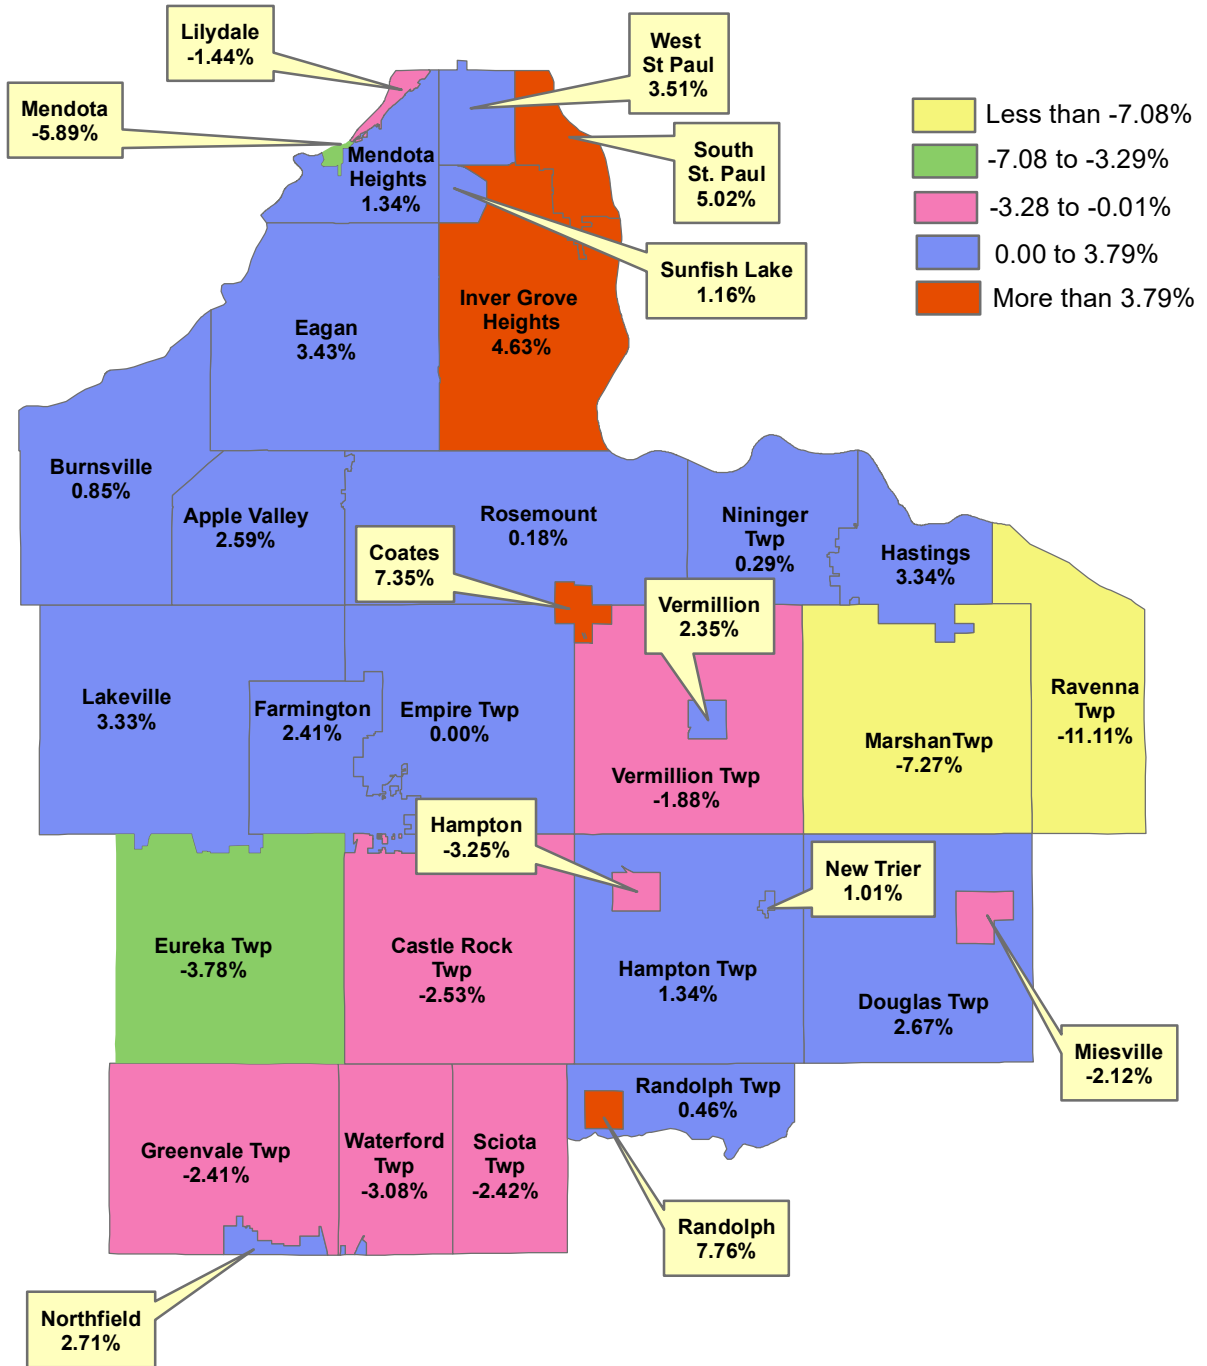 Lilydale
-1.44%
West
St Paul
3.51%
Mendota
-5.89%
Less than -7.08%
-7.08 to -3.29%
-3.28 to -0.01%
0.00 to 3.79%
More than 3.79%
Mendota
Heights
1.34%
South
St. Paul
5.02%
Sunfish Lake
1.16%
Inver Grove
Heights
4.63%
Eagan
3.43%
Burnsville
0.85%
Apple Valley
2.59%
Rosemount
0.18%
Nininger
Twp
0.29%
Hastings
3.34%
Coates
7.35%
Vermillion
2.35%
Lakeville
3.33%
Farmington
2.41%
Empire Twp
0.00%
Vermillion Twp
-1.88%
MarshanTwp
-7.27%
Ravenna
Twp
-11.11%
Hampton
-3.25%
New Trier
1.01%
Eureka Twp
-3.78%
Castle Rock
Twp
-2.53%
Hampton Twp
1.34%
Douglas Twp
2.67%
Miesville
-2.12%
Randolph Twp
0.46%
Greenvale Twp
-2.41%
Waterford
Twp
-3.08%
Sciota
Twp
-2.42%
Randolph
7.76%
Northfield
2.71%